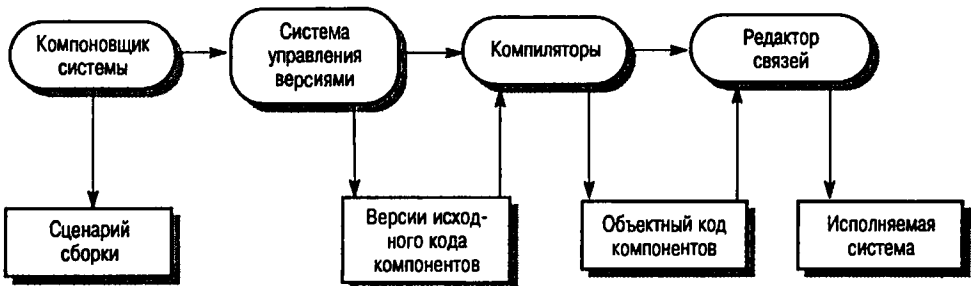 Компоновщик
системы
Система
управления
версиями
Компиляторы
Редактор
связей
Сценарий
сборки
Версии исход-
ного кода
компонентов
Объектный код
компонентов
Исполняемая
система